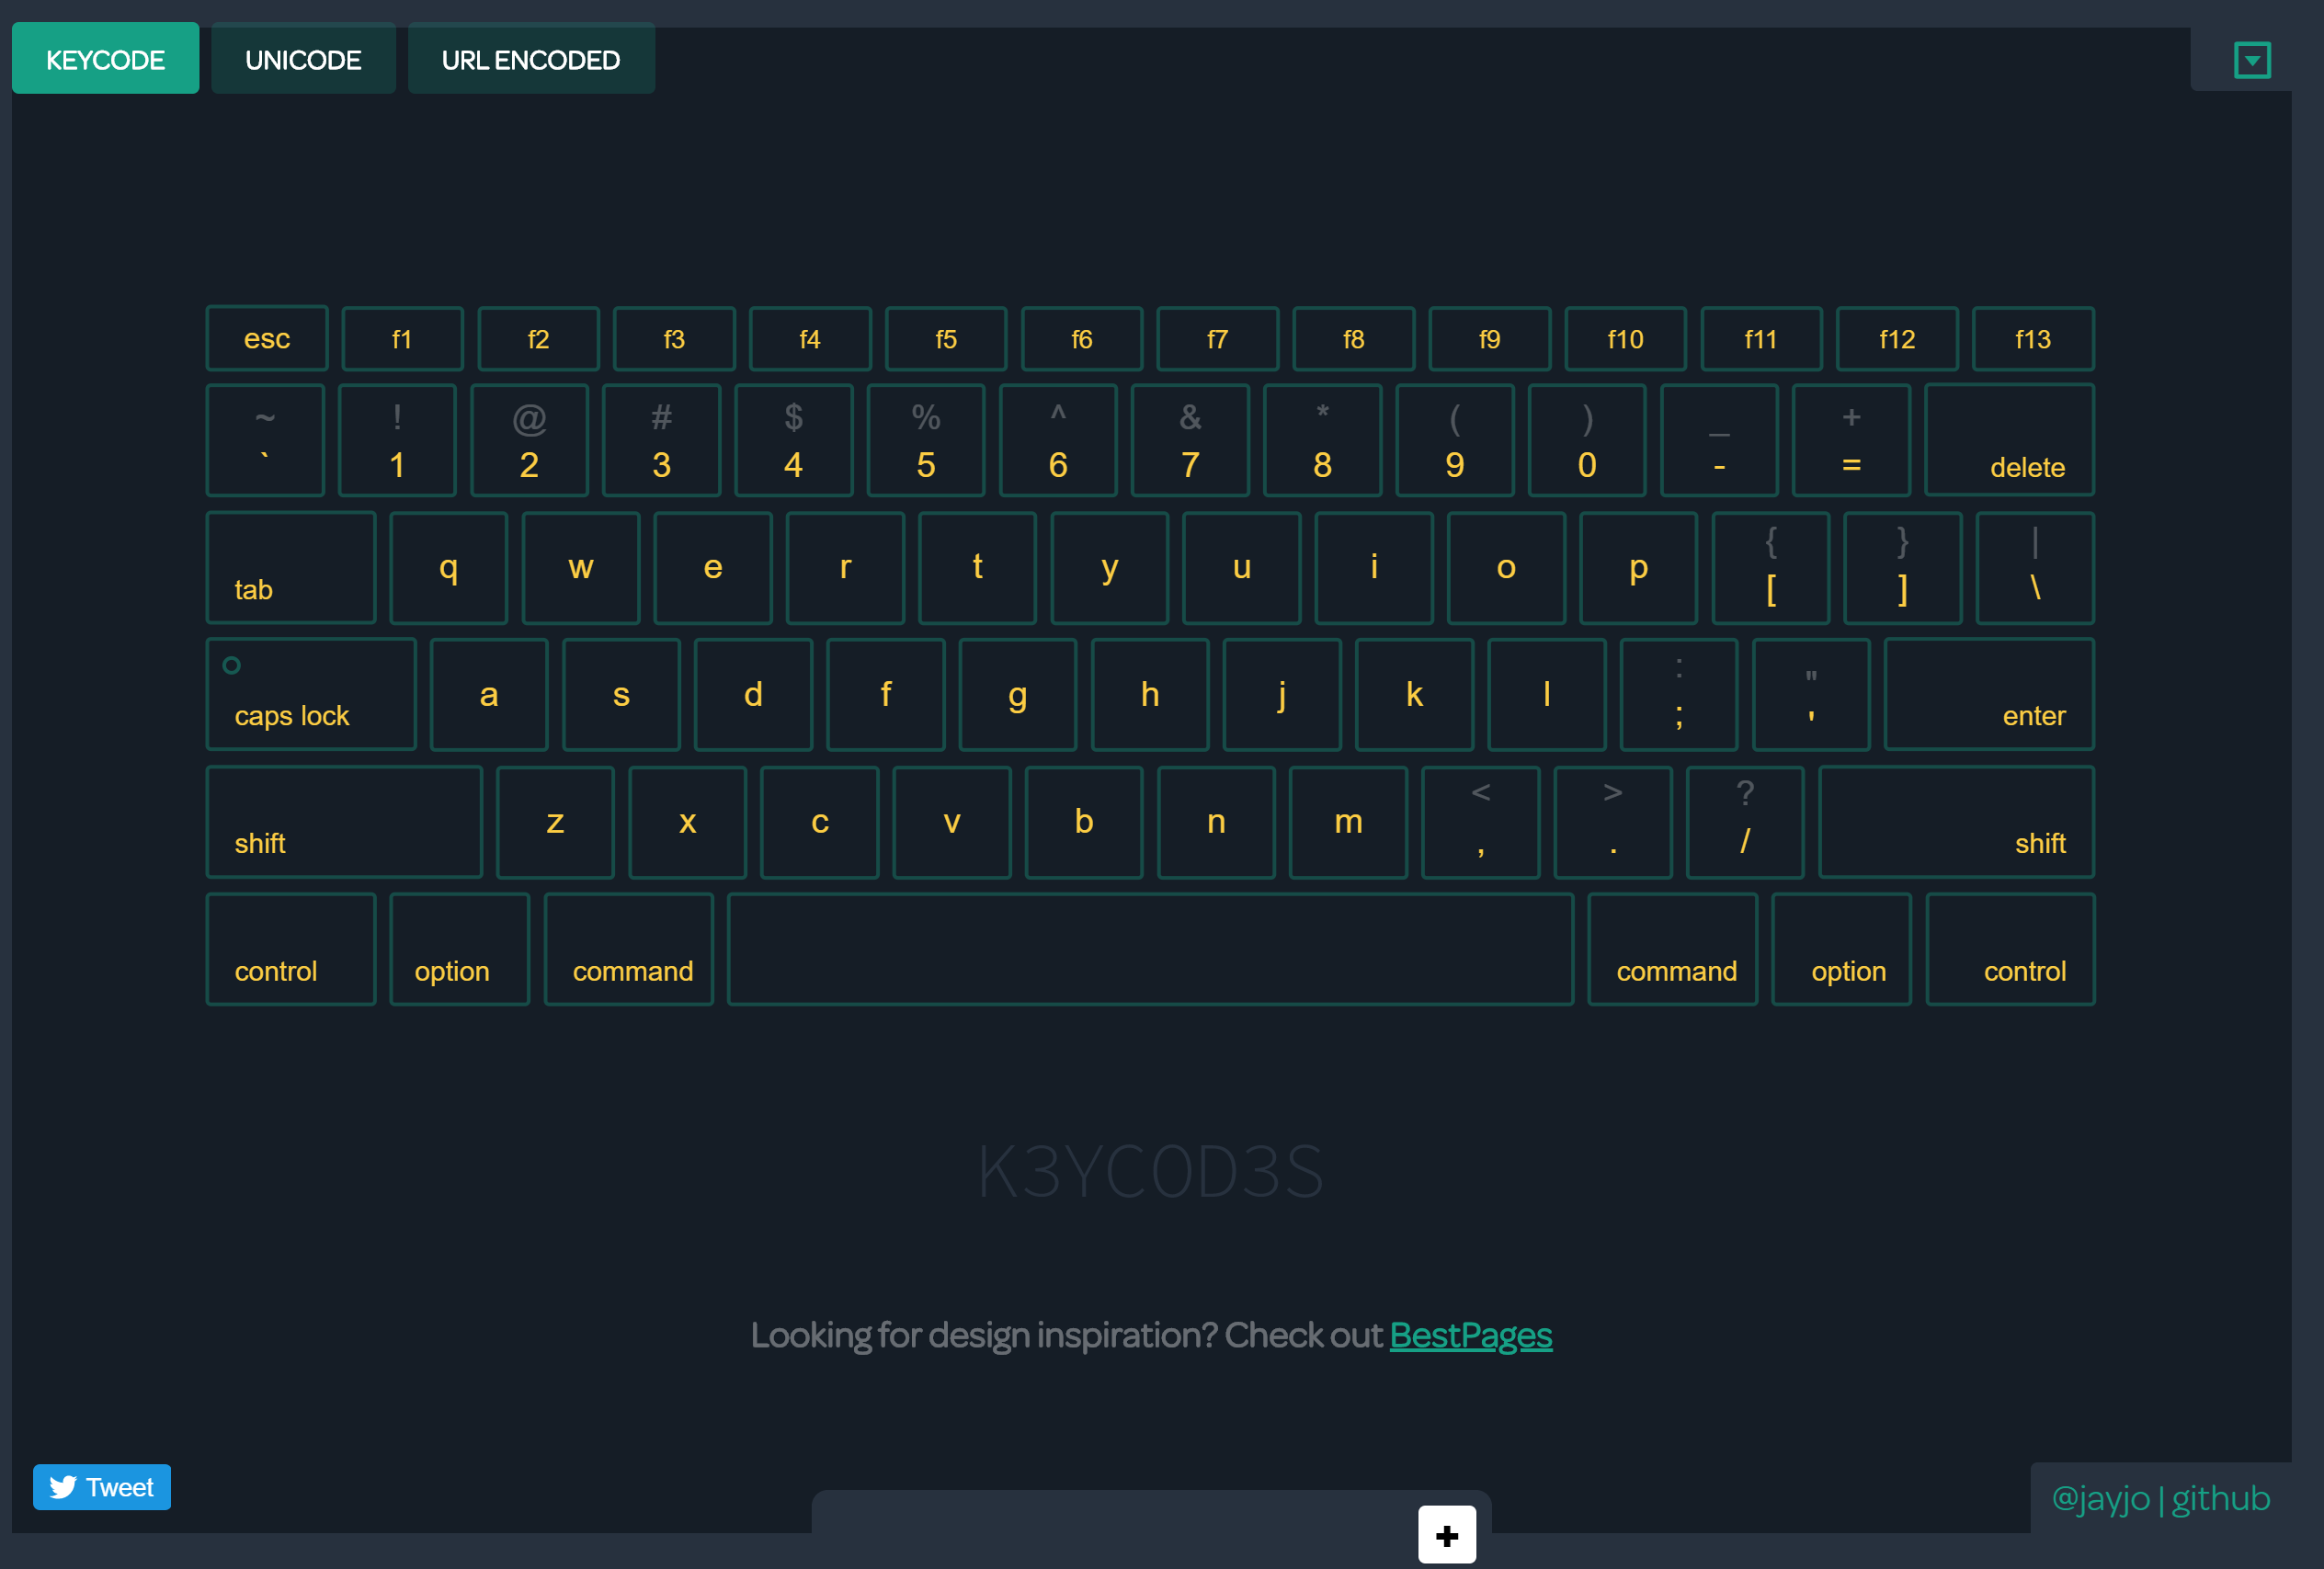 KEYCODE UNICODE URL ENCODED
esc f1 f2 f3 f4 f5 f6 f7 f8 f9 f10 f11 f12 f13
~ ! @ # $ % ^ & * ( ) _ +
` 1 2 3 4 5 6 7 8 9 0 - = delete
{ } |
tab q w e r t y u i o p [ ] \
: "
caps lock a s d f g h j k l ; ' enter
< > ?
shift z x c v b n m , . / shift
control option command command option control
K3YC0D3S
Looking for design inspiration? Check out BestPages
Tweet
@jayjo | github
+